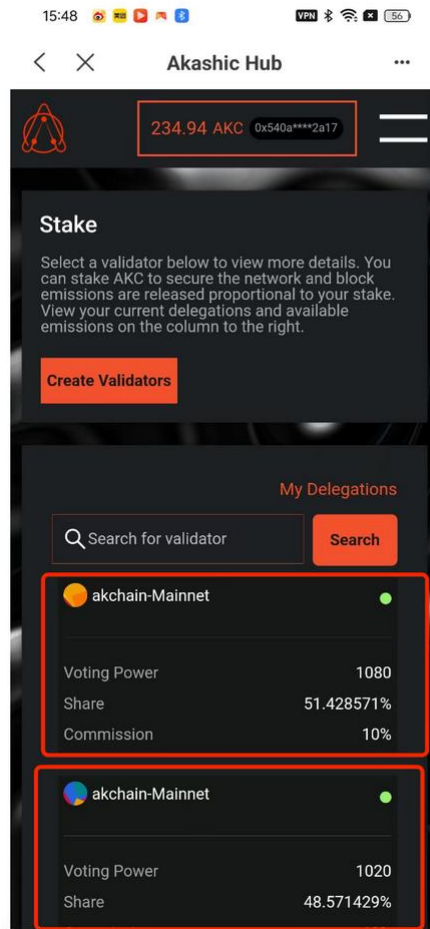 15:48
VPN
56
Akashic Hub
234.94 AKC 0x540a****2a17
Stake
Select a validator below to view more details. You
can stake AKC to secure the network and block
emissions are released proportional to your stake.
View your current delegations and available
emissions on the column to the right.
Create Validators
My Delegations
Search for validator
Search
akchain-Mainnet
Voting Power 1080
Share 51.428571%
Commission 10%
akchain-Mainnet
Voting Power 1020
Share 48.571429%